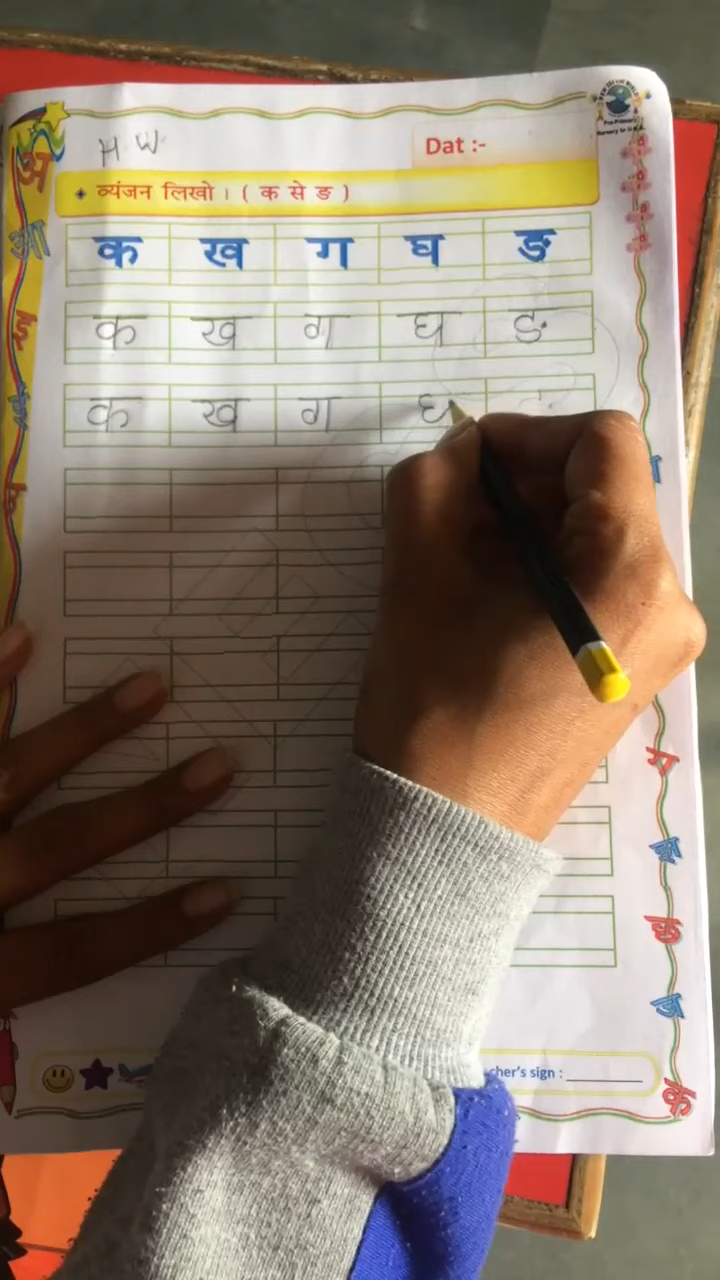 H W
Dat :-
व्यंजन लिखो । ( क से ङ )
क ख ग घ ङ
क ख ग घ ङ
क ख ग घ
cher's sign :
अ
आ
ग
ज
क